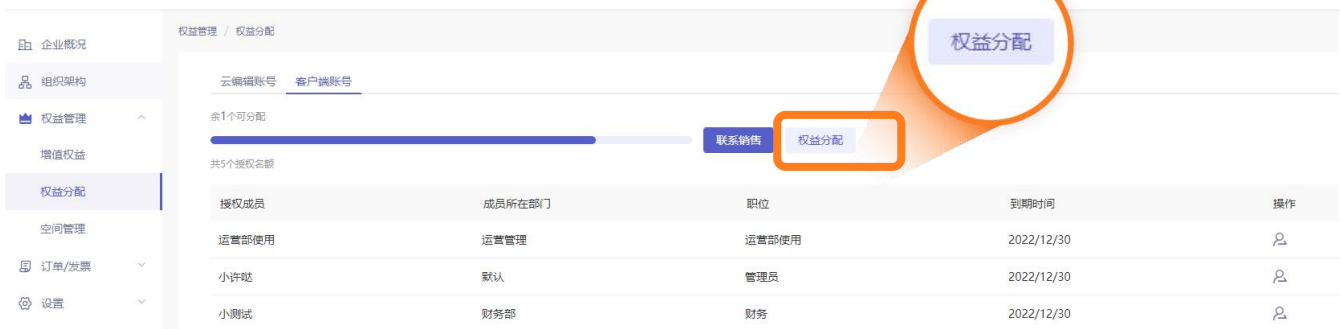 权益管理 / 权益分配
权益分配
企业概况
组织架构
权益管理
增值权益
权益分配
空间管理
订单/发票
设置
云编辑账号 客户端账号
余1个可分配
联系销售 权益分配
共5个授权名额
授权成员 成员所在部门 职位 到期时间 操作
运营部使用 运营管理 运营部使用 2022/12/30
小许哒 默认 管理员 2022/12/30
小测试 财务部 财务 2022/12/30